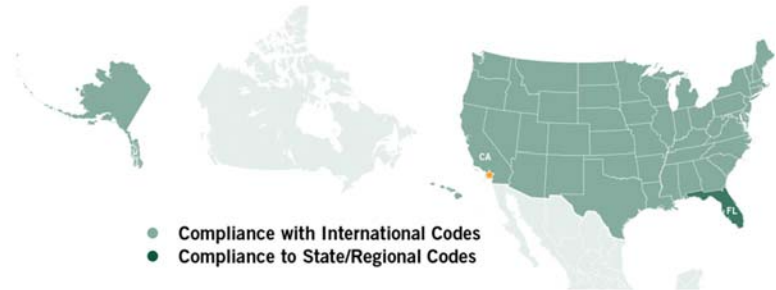 CA
FL
Compliance with International Codes
Compliance to State/Regional Codes